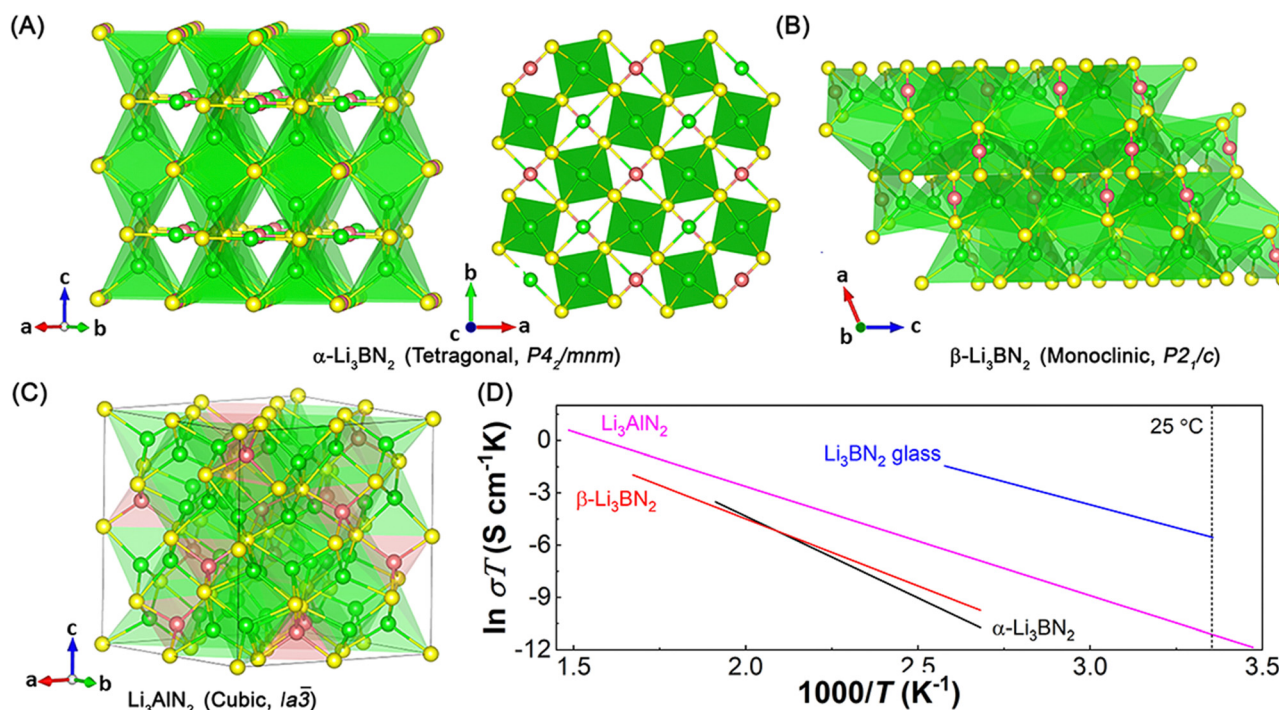 (A)
(B)
c
a
b
b
c
a
a
b
c
α-Li₃BN₂ (Tetragonal, P4₂/mnm)
β-Li₃BN₂ (Monoclinic, P2₁/c)
(C)
(D)
c
a
b
Li₃AlN₂ (Cubic, Ia3̅)
Li₃AlN₂
25 °C
Li₃BN₂ glass
β-Li₃BN₂
α-Li₃BN₂
ln σT (S cm⁻¹K)
0
-3
-6
-9
-12
1.5
2.0
2.5
3.0
3.5
1000/T (K⁻¹)